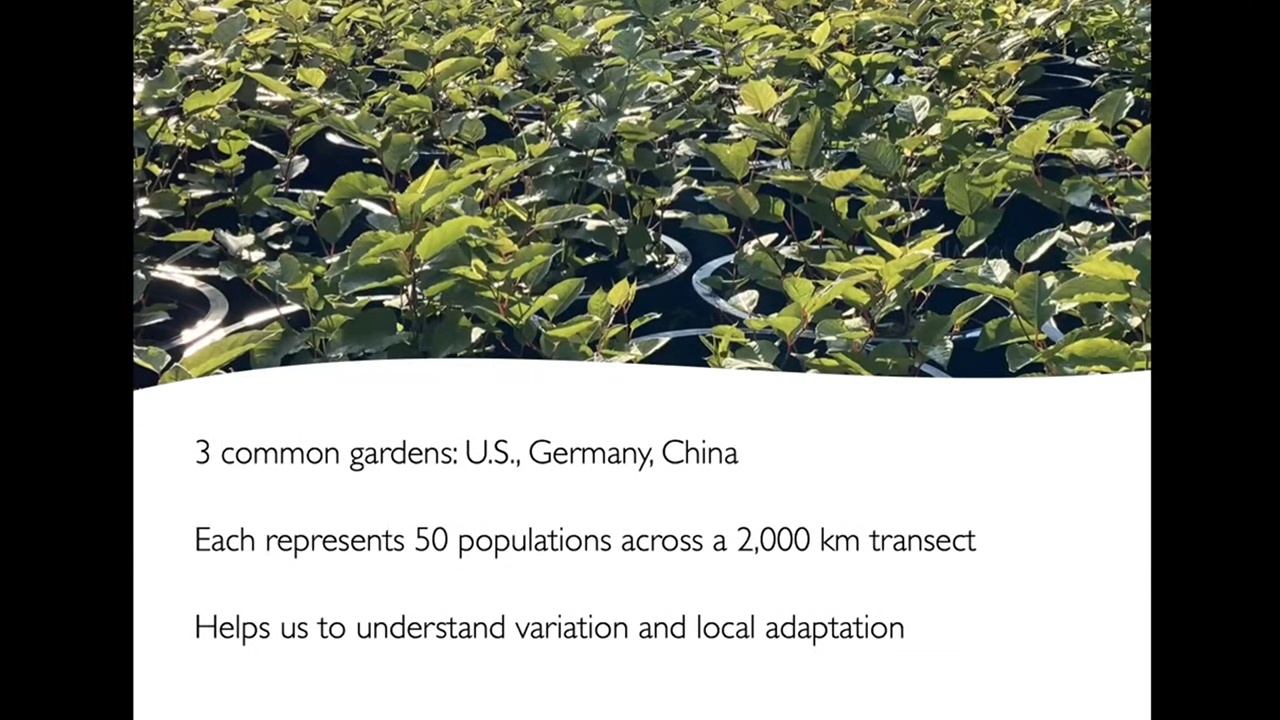 3 common gardens: U.S., Germany, China
Each represents 50 populations across a 2,000 km transect
Helps us to understand variation and local adaptation